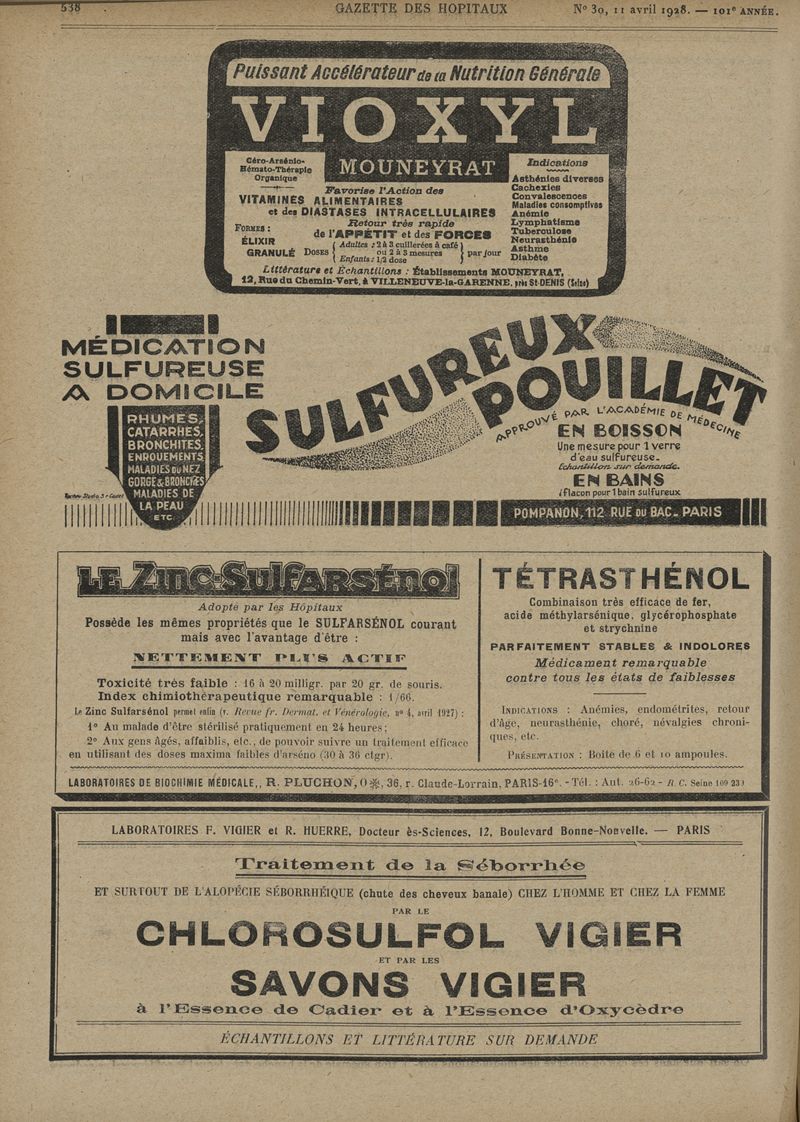 538 GAZETTE DES HOPITAUX N° 30, 11 avril 1928. — 101e ANNÉE.
Puissant Accélérateur de la Nutrition Générale
VIOXYL
MOUNEYRAT
Géro-Arsénio-
Hémato-Thérapie
Organique
Favorise l'Action des
VITAMINES ALIMENTAIRES
et des DIASTASES INTRACELLULAIRES
Retour très rapide
de l'APPÉTIT et des FORCES
FORMES :
ÉLIXIR
GRANULÉ
DOSES { Adultes : 2 à 3 cuillerées à café
ou 2 à 3 mesures
Enfants : 1/2 dose } par jour
Indications
Asthénies diverses
Cachexies
Convalescences
Maladies consomptives
Anémie
Lymphatisme
Tuberculose
Neurasthénie
Asthme
Diabète
Littérature et Échantillons : Établissements MOUNEYRAT,
12, Rue du Chemin-Vert, à VILLENEUVE-la-GARENNE, près St-DENIS (Seine)
MÉDICATION
SULFUREUSE
A DOMICILE
RHUMES,
CATARRHES,
BRONCHITES,
ENROUEMENTS,
MALADIES DU NEZ
GORGE & BRONCHES
MALADIES DE
LA PEAU
ETC.
SULFUREUX
POUILLET
APPROUVÉ PAR L'ACADÉMIE DE MÉDECINE
EN BOISSON
Une mesure pour 1 verre
d'eau sulfureuse.
Echantillon sur demande.
EN BAINS
1 flacon pour 1 bain sulfureux
POMPANON, 112 RUE DU BAC - PARIS
LE Zinc-Sulfarsénol
Adopté par les Hôpitaux
Possède les mêmes propriétés que le SULFARSÉNOL courant
mais avec l'avantage d'être :
NETTEMENT PLUS ACTIF
Toxicité très faible : 16 à 20 milligr. par 20 gr. de souris.
Index chimiothérapeutique remarquable : 1/66.
Le Zinc Sulfarsénol permet enfin (v. Revue fr. Dermat. et Vénérologie, n° 4, avril 1927) :
1° Au malade d'être stérilisé pratiquement en 24 heures ;
2° Aux gens âgés, affaiblis, etc., de pouvoir suivre un traitement efficace
en utilisant des doses maxima faibles d'arséno (30 à 36 ctgr).
TÉTRASTHÉNOL
Combinaison très efficace de fer,
acide méthylarsénique, glycérophosphate
et strychnine
PARFAITEMENT STABLES & INDOLORES
Médicament remarquable
contre tous les états de faiblesses
INDICATIONS : Anémies, endométrites, retour
d'âge, neurasthénie, choré, névalgies chroni-
ques, etc.
PRÉSENTATION : Boite de 6 et 10 ampoules.
LABORATOIRES DE BIOCHIMIE MÉDICALE,, R. PLUCHON, O ✻, 36, r. Claude-Lorrain, PARIS-16e. - Tél. : Aut. 26-62 - R. C. Seine
LABORATOIRES F. VIGIER et R. HUERRE, Docteur ès-Sciences, 12, Boulevard Bonne-Nouvelle. — PARIS
Traitement de la Séborrhée
ET SURTOUT DE L'ALOPÉCIE SÉBORRHÉIQUE (chute des cheveux banale) CHEZ L'HOMME ET CHEZ LA FEMME
PAR LE
CHLOROSULFOL VIGIER
ET PAR LES
SAVONS VIGIER
à l'Essence de Cadier et à l'Essence d'Oxycèdre
ÉCHANTILLONS ET LITTÉRATURE SUR DEMANDE